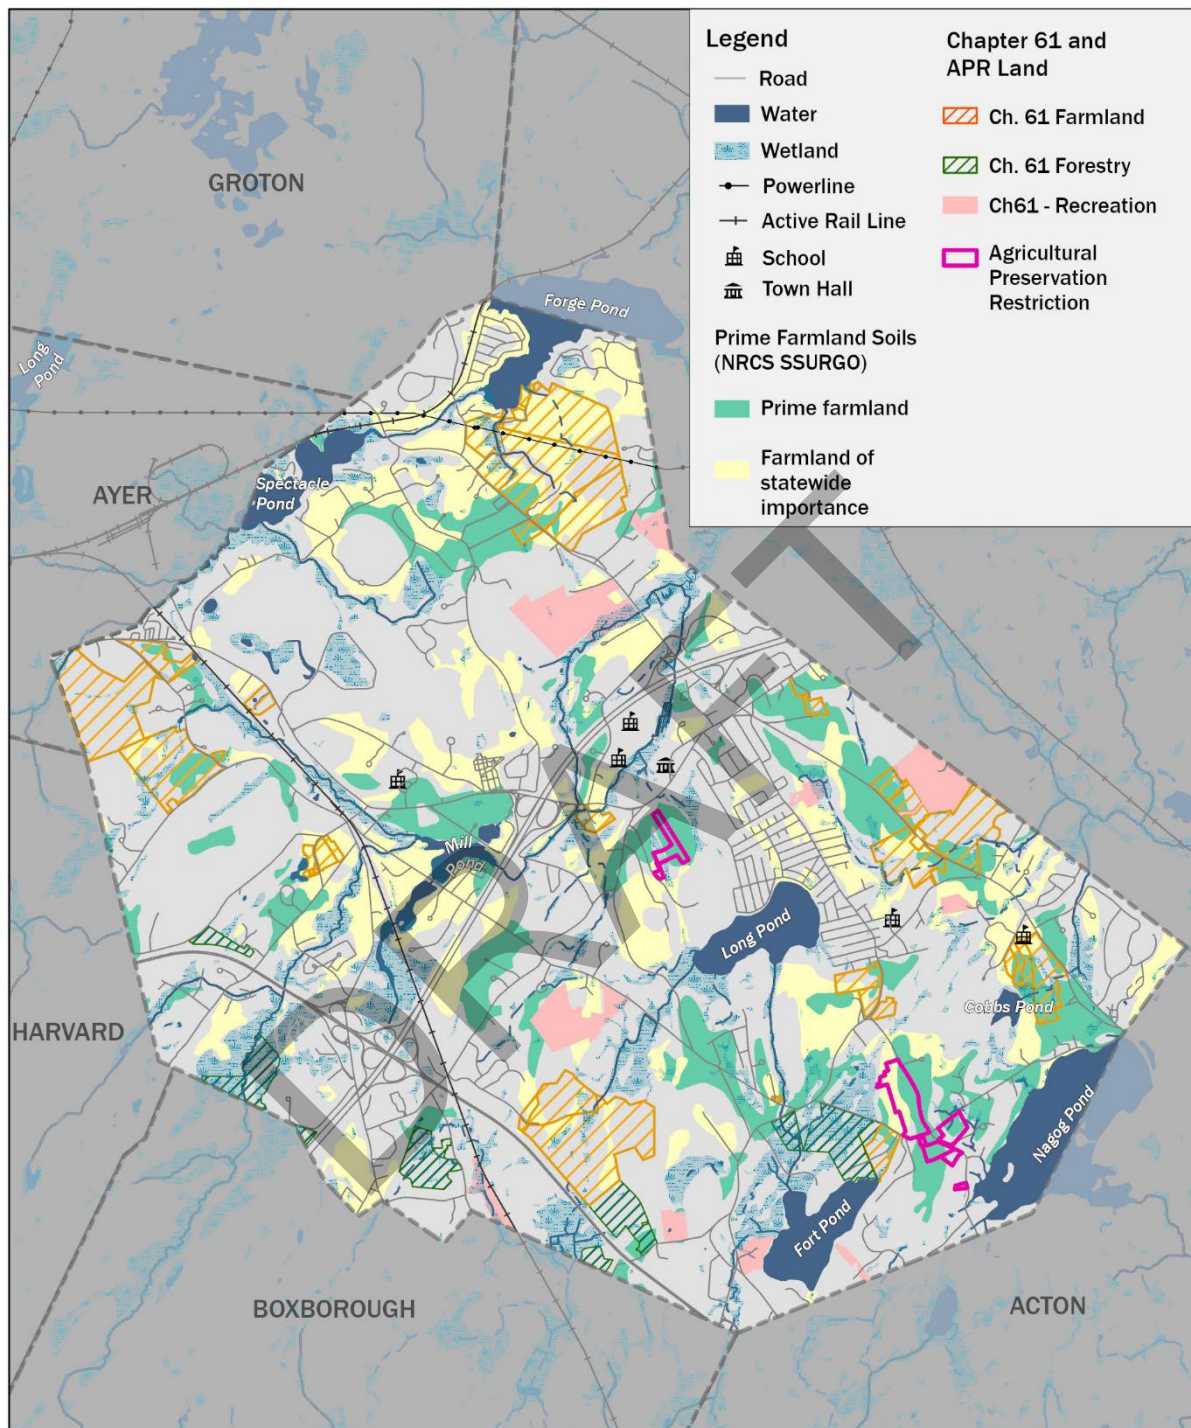 Legend
Road
Water
Wetland
Powerline
Active Rail Line
School
Town Hall
Prime Farmland Soils
(NRCS SSURGO)
Prime farmland
Farmland of
statewide
importance
Chapter 61 and
APR Land
Ch. 61 Farmland
Ch. 61 Forestry
Ch61 - Recreation
Agricultural
Preservation
Restriction
GROTON
Forge Pond
Long
Pond
AYER
Spectacle
Pond
Mill
Pond
Long Pond
Cobbs Pond
HARVARD
Nagog Pond
Fort Pond
BOXBOROUGH
ACTON
DRAFT